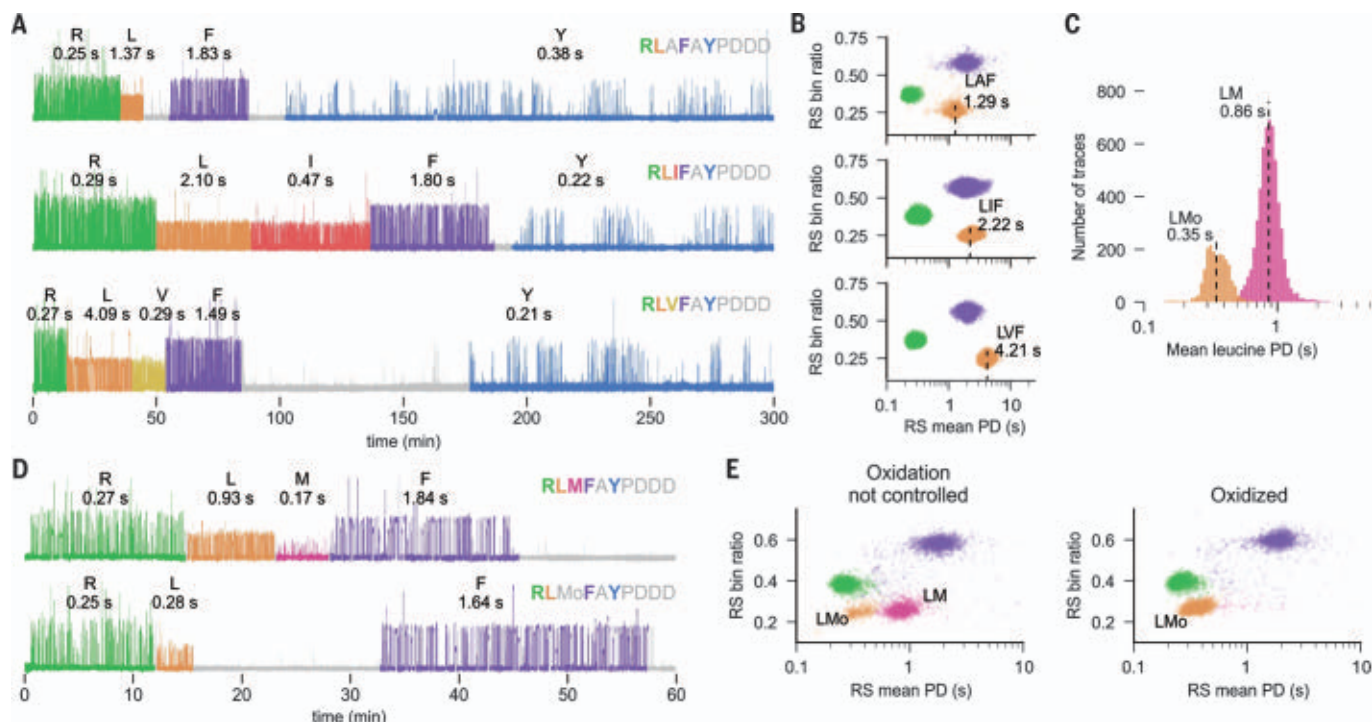 A
R L F Y
0.25 s 1.37 s 1.83 s 0.38 s
RLAFAYPDDD
R L I F Y
0.29 s 2.10 s 0.47 s 1.80 s 0.22 s
RLIFAYPDDD
R L V F Y
0.27 s 4.09 s 0.29 s 1.49 s 0.21 s
RLVFAYPDDD
0 50 100 150 200 250 300
time (min)
B
RS bin ratio
0.75
0.50
0.25
LAF
1.29 s
RS bin ratio
0.75
0.50
0.25
LIF
2.22 s
RS bin ratio
0.75
0.50
0.25
LVF
4.21 s
0.1 1 10
RS mean PD (s)
C
Number of traces
800
600
400
200
0
LM
0.86 s
LMo
0.35 s
0.1 1
Mean leucine PD (s)
D
R L M F
0.27 s 0.93 s 0.17 s 1.84 s
RLMFAYPDDD
R L F
0.25 s 0.28 s 1.64 s
RLMoFAYPDDD
0 10 20 30 40 50 60
time (min)
E
Oxidation
not controlled
RS bin ratio
0.6
0.4
0.2
LMo
LM
0.1 1 10
RS mean PD (s)
Oxidized
RS bin ratio
0.6
0.4
0.2
LMo
0.1 1 10
RS mean PD (s)